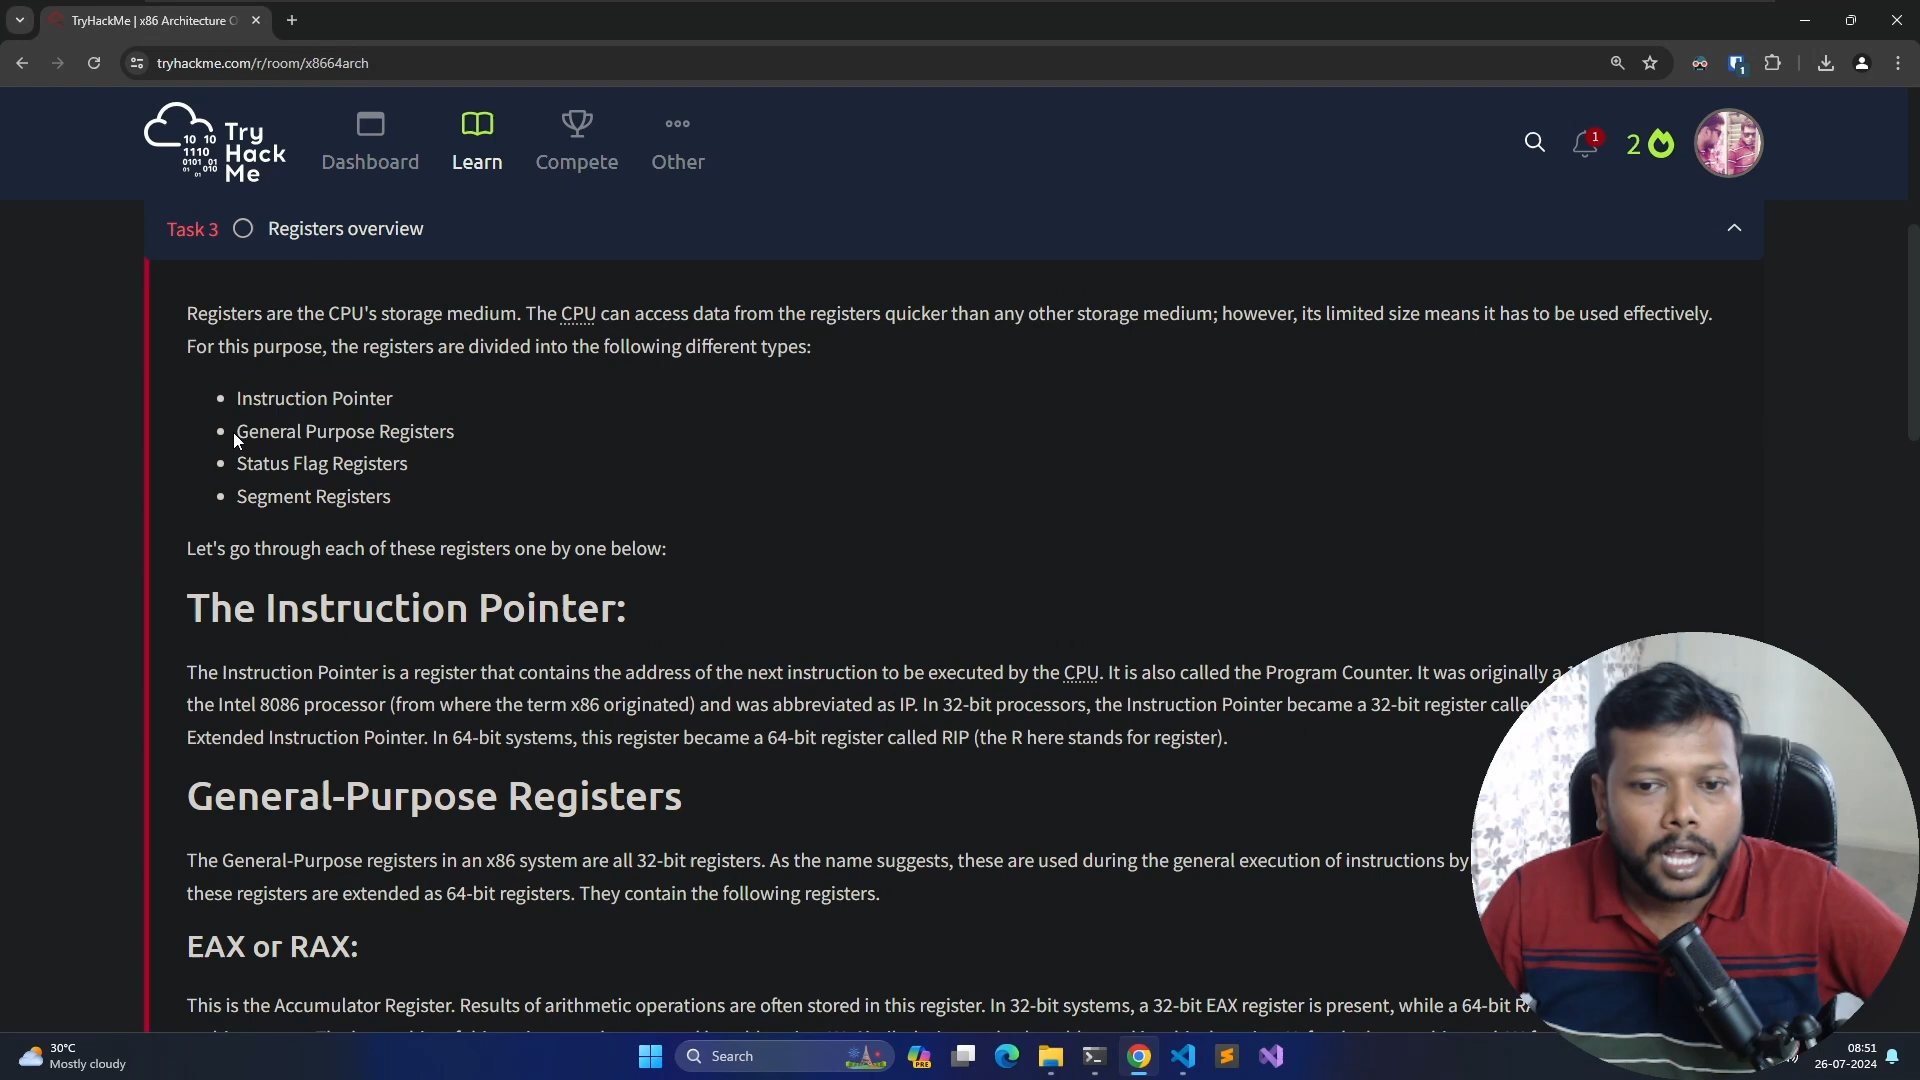 TryHackMe | x86 Architecture O
tryhackme.com/r/room/x8664arch
1
10 10
1110
0101 01
01 010
01
Try
Hack
Me
Dashboard
Learn
Compete
Other
1
2
Task 3
Registers overview
Registers are the CPU's storage medium. The CPU can access data from the registers quicker than any other storage medium; however, its limited size means it has to be used effectively.
For this purpose, the registers are divided into the following different types:
• Instruction Pointer
• General Purpose Registers
• Status Flag Registers
• Segment Registers
Let's go through each of these registers one by one below:
The Instruction Pointer:
The Instruction Pointer is a register that contains the address of the next instruction to be executed by the CPU. It is also called the Program Counter. It was originally a
the Intel 8086 processor (from where the term x86 originated) and was abbreviated as IP. In 32-bit processors, the Instruction Pointer became a 32-bit register calle
Extended Instruction Pointer. In 64-bit systems, this register became a 64-bit register called RIP (the R here stands for register).
General-Purpose Registers
The General-Purpose registers in an x86 system are all 32-bit registers. As the name suggests, these are used during the general execution of instructions by
these registers are extended as 64-bit registers. They contain the following registers.
EAX or RAX:
This is the Accumulator Register. Results of arithmetic operations are often stored in this register. In 32-bit systems, a 32-bit EAX register is present, while a 64-bit R
30°C
Mostly cloudy
Search
PRE
08:51
26-07-2024